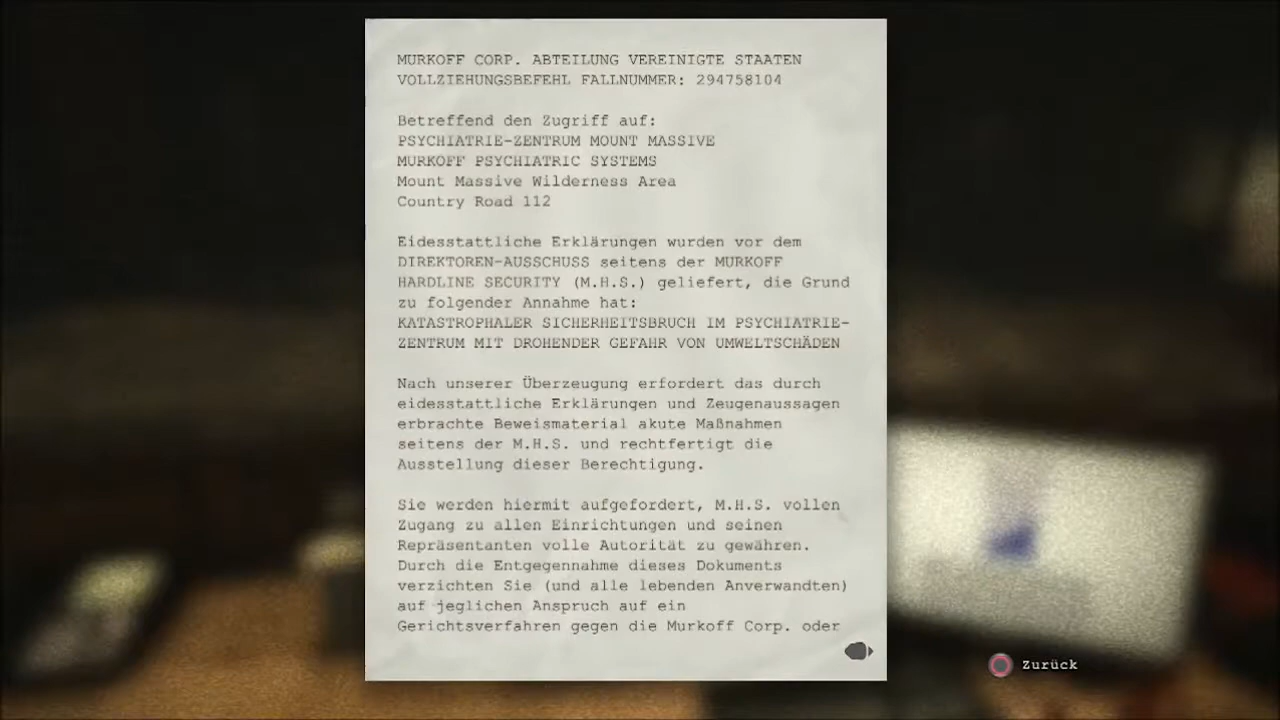 MURKOFF CORP. ABTEILUNG VEREINIGTE STAATEN
VOLLZIEHUNGSBEFEHL FALLNUMMER: 294758104
Betreffend den Zugriff auf:
PSYCHIATRIE-ZENTRUM MOUNT MASSIVE
MURKOFF PSYCHIATRIC SYSTEMS
Mount Massive Wilderness Area
Country Road 112
Eidesstattliche Erklärungen wurden vor dem
DIREKTOREN-AUSSCHUSS seitens der MURKOFF
HARDLINE SECURITY (M.H.S.) geliefert, die Grund
zu folgender Annahme hat:
KATASTROPHALER SICHERHEITSBRUCH IM PSYCHIATRIE-
ZENTRUM MIT DROHENDER GEFAHR VON UMWELTSCHÄDEN
Nach unserer Überzeugung erfordert das durch
eidesstattliche Erklärungen und Zeugenaussagen
erbrachte Beweismaterial akute Maßnahmen
seitens der M.H.S. und rechtfertigt die
Ausstellung dieser Berechtigung.
Sie werden hiermit aufgefordert, M.H.S. vollen
Zugang zu allen Einrichtungen und seinen
Repräsentanten volle Autorität zu gewähren.
Durch die Entgegennahme dieses Dokuments
verzichten Sie (und alle lebenden Anverwandten)
auf jeglichen Anspruch auf ein
Gerichtsverfahren gegen die Murkoff Corp. oder
Zurück